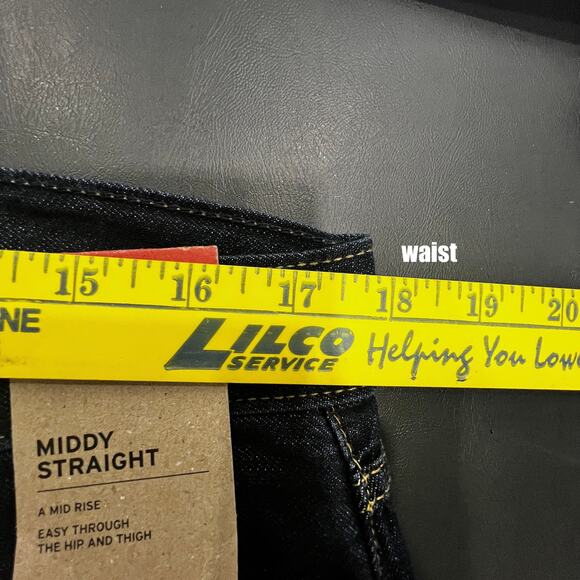 waist
15 16 17 18 19 20
NE
LILCO
SERVICE
Helping You Lowe
MIDDY
STRAIGHT
A MID RISE
EASY THROUGH
THE HIP AND THIGH